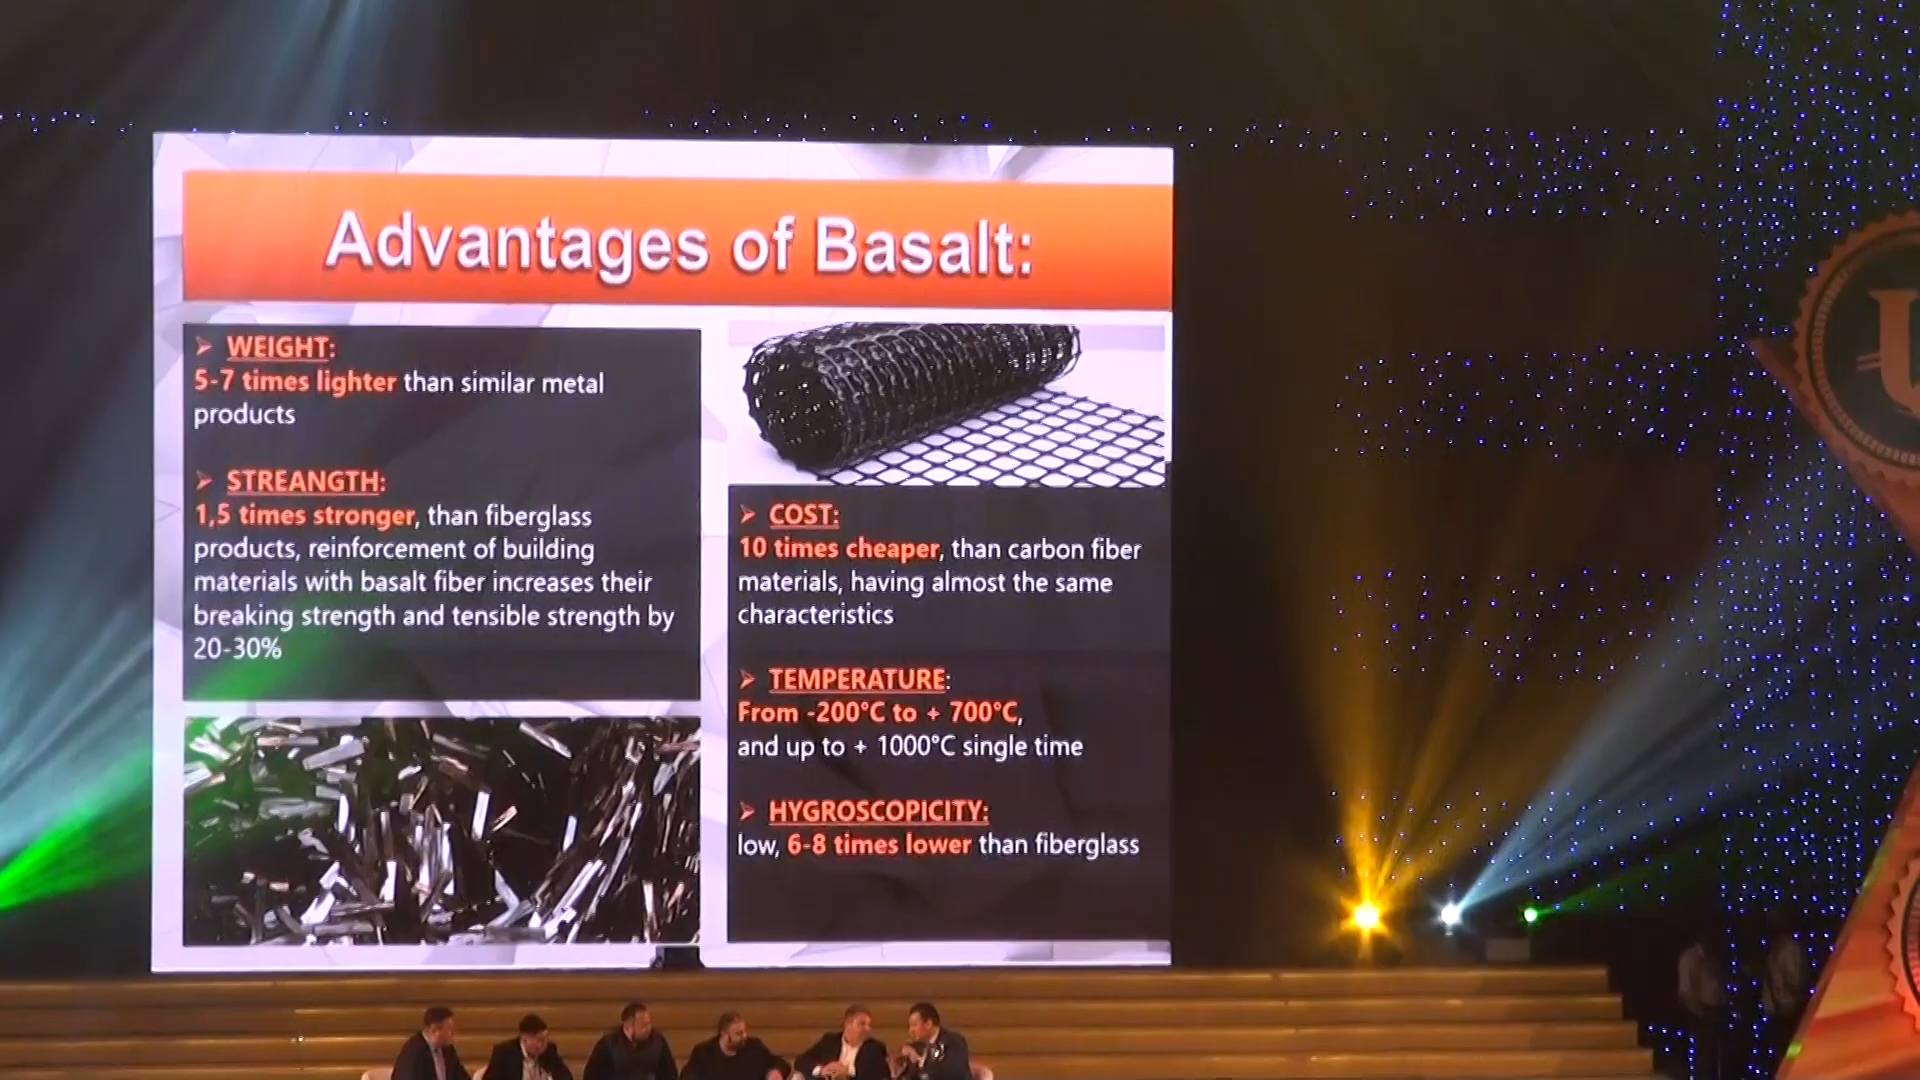 Advantages of Basalt:
➢ WEIGHT:
5-7 times lighter than similar metal
products
➢ STREANGTH:
1,5 times stronger, than fiberglass
products, reinforcement of building
materials with basalt fiber increases their
breaking strength and tensible strength by
20-30%
➢ COST:
10 times cheaper, than carbon fiber
materials, having almost the same
characteristics
➢ TEMPERATURE:
From -200°C to + 700°C,
and up to + 1000°C single time
➢ HYGROSCOPICITY:
low, 6-8 times lower than fiberglass